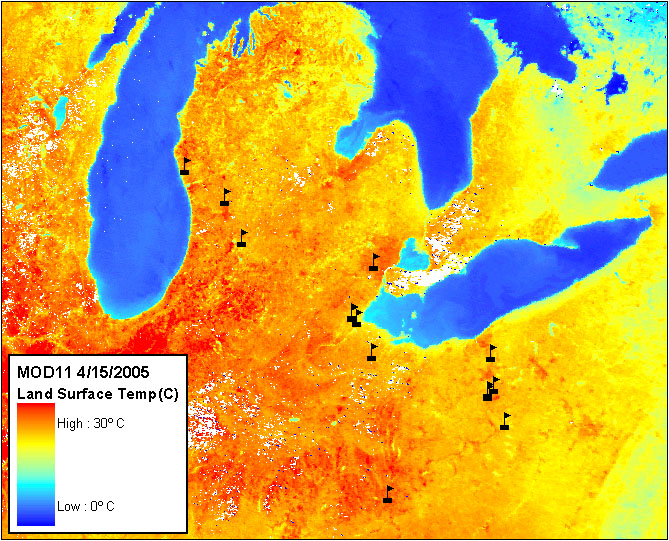 MOD11 4/15/2005
Land Surface Temp(C)
High : 30º C
Low : 0º C